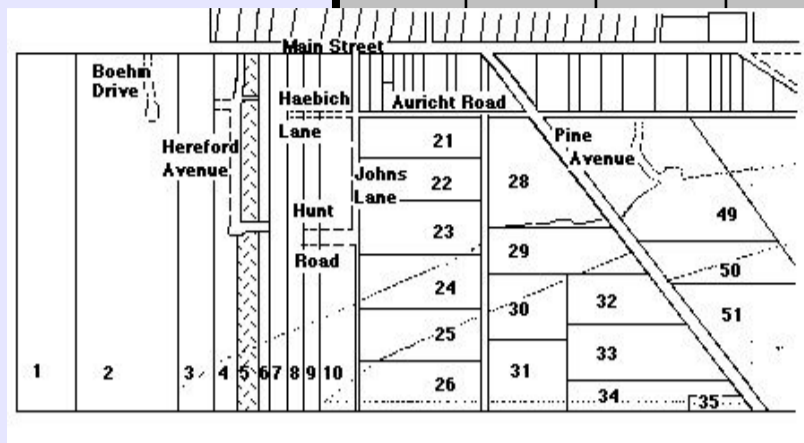 Main Street
Boehm
Drive
Haebich
Auricht Road
Lane
21
Pine
Hereford
Avenue
Avenue
22
Johns
Lane
28
Hunt
49
23
Road
29
50
24
30
32
51
25
33
1
2
3
4
5
6
7
8
9
10
26
31
34
35